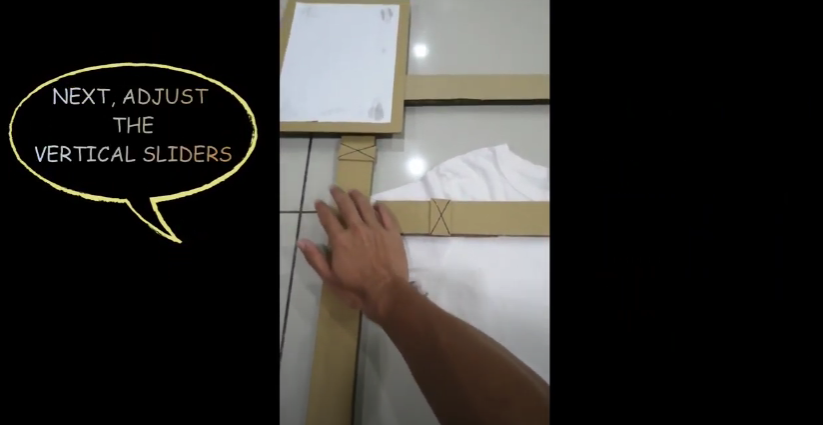 NEXT, ADJUST
THE
VERTICAL SLIDERS